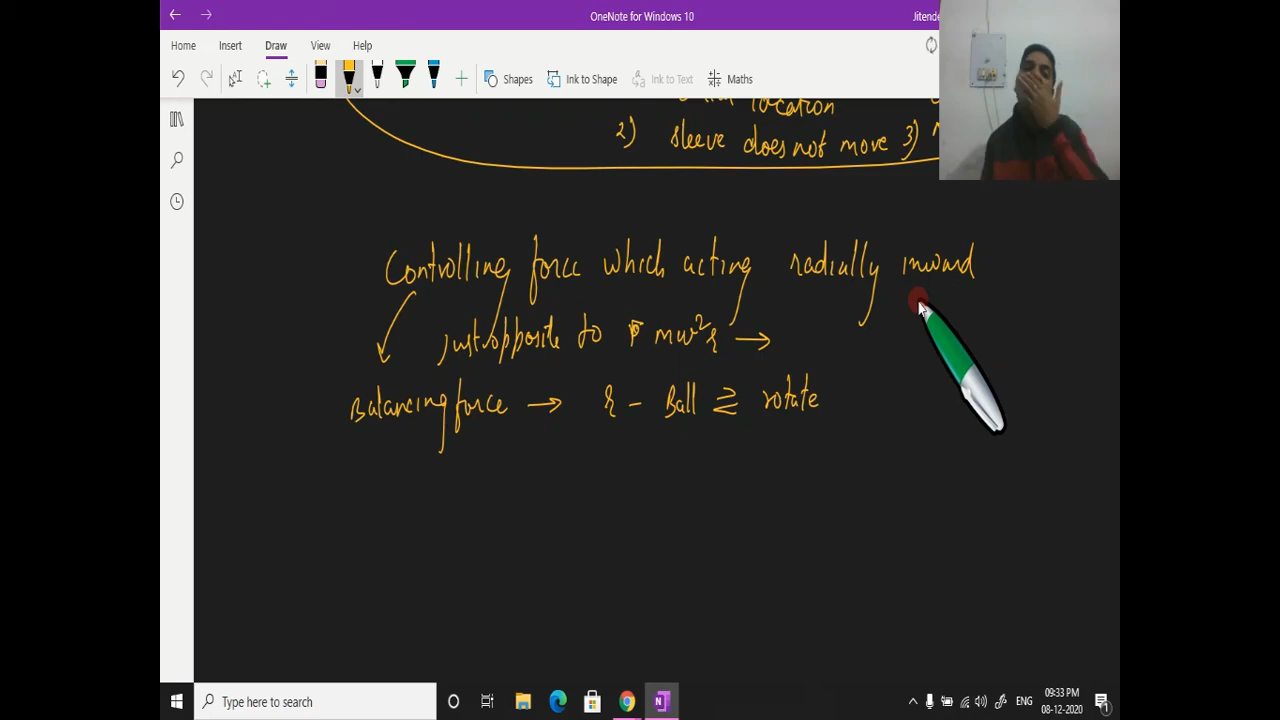 OneNote for Windows 10
Jitende
Home Insert Draw View Help
Shapes Ink to Shape Ink to Text Maths
location
2) sleeve does not move 3)
Controlling force which acting radially inward
just opposite to mw²r →
Balancing force → r - Ball ⇄ rotate
Type here to search
ENG
09:33 PM
08-12-2020